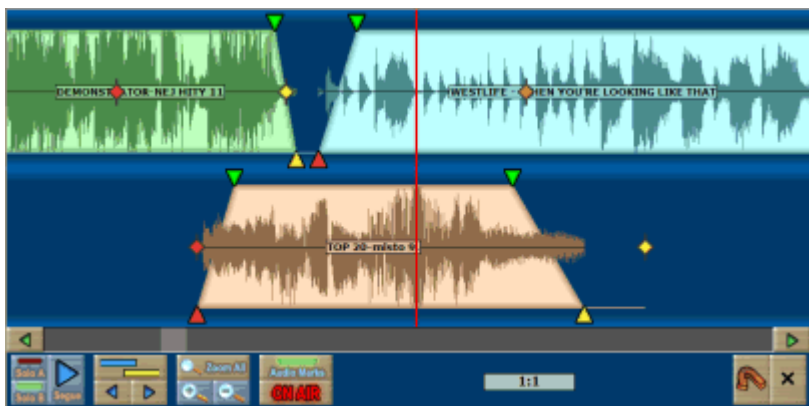 DEMONSTRATOR-NEJ HITY 11
WESTLIFE - WHEN YOU'RE LOOKING LIKE THAT
TOP 20-misto 9
Solo A
Solo B
Segue
Zoom All
Audio Marks
ON AIR
1:1